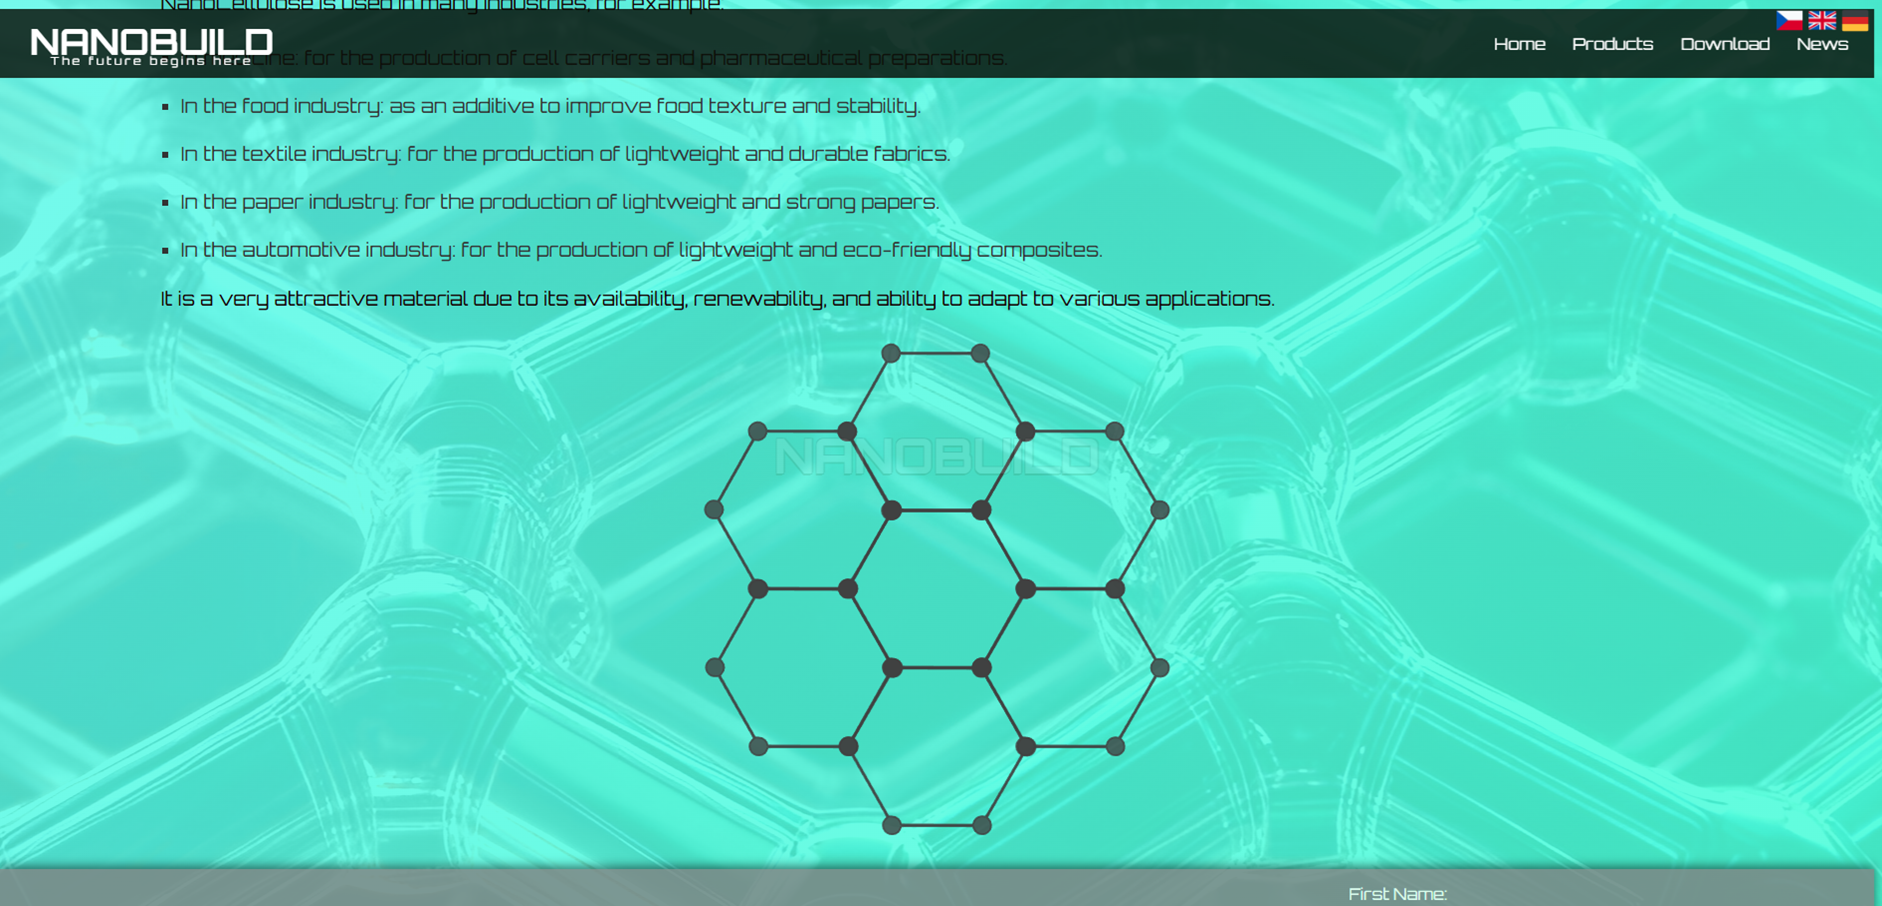 NanoCellulose is used in many industries, for example:
NANOBUILD
The future begins here
Home
Products
Download
News
cine: for the production of cell carriers and pharmaceutical preparations.
▪ In the food industry: as an additive to improve food texture and stability.
▪ In the textile industry: for the production of lightweight and durable fabrics.
▪ In the paper industry: for the production of lightweight and strong papers.
▪ In the automotive industry: for the production of lightweight and eco-friendly composites.
It is a very attractive material due to its availability, renewability, and ability to adapt to various applications.
NANOBUILD
First Name: